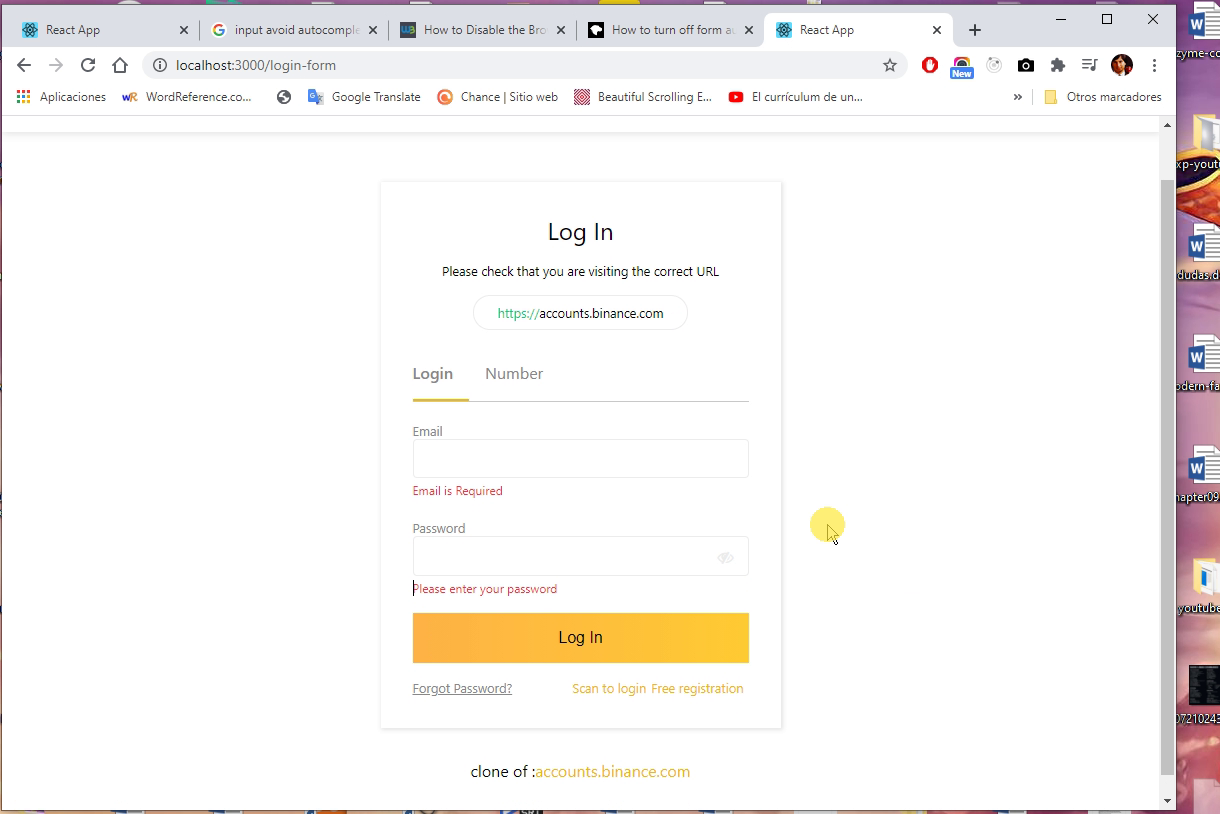 React App
input avoid autocomple
How to Disable the Bro
How to turn off form au
React App
localhost:3000/login-form
New
Aplicaciones
WordReference.co...
Google Translate
Chance | Sitio web
Beautiful Scrolling E...
El currículum de un...
»
Otros marcadores
Log In
Please check that you are visiting the correct URL
https://accounts.binance.com
Login Number
Email
Email is Required
Password
Please enter your password
Log In
Forgot Password? Scan to login Free registration
clone of :accounts.binance.com
zyme-co
xp-youtu
dudas.d
odern-fa
hapter09
youtube
07210243